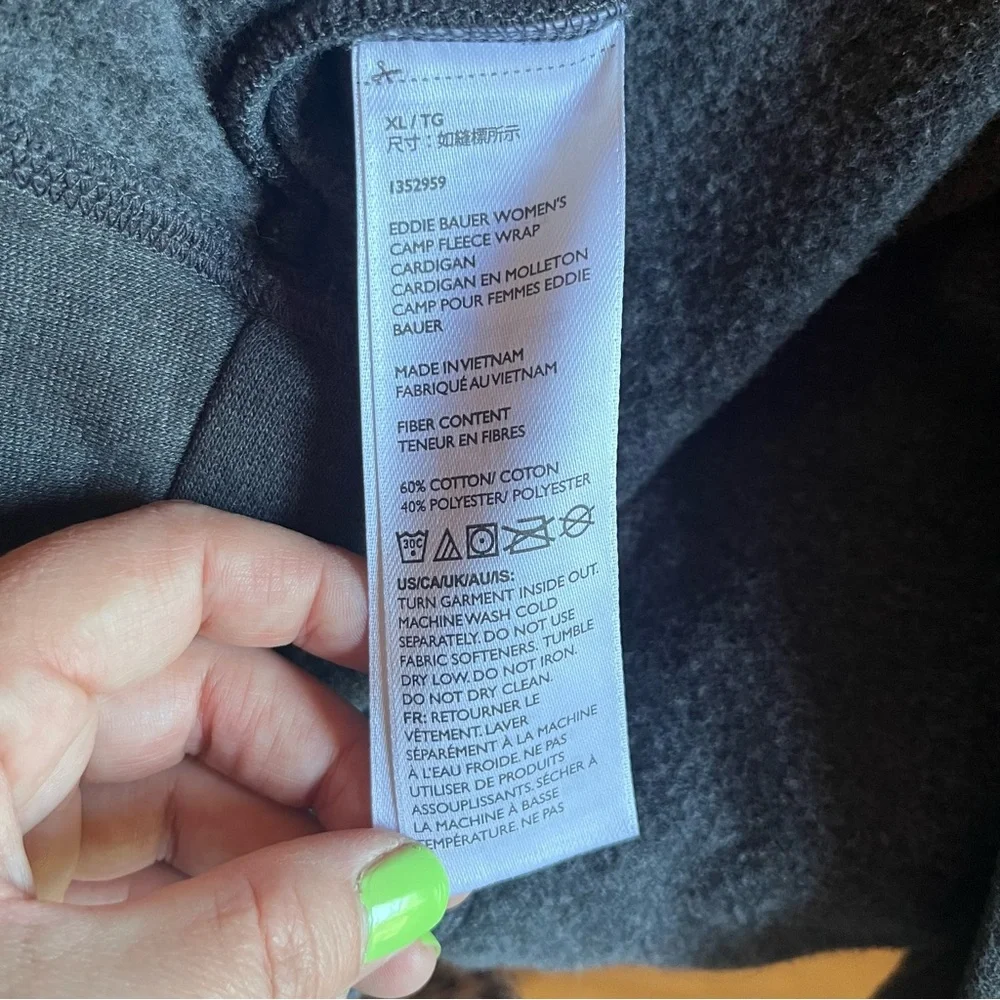 XL / TG
尺寸：如縫標所示
1352959
EDDIE BAUER WOMEN'S
CAMP FLEECE WRAP
CARDIGAN
CARDIGAN EN MOLLETON
CAMP POUR FEMMES EDDIE
BAUER
MADE IN VIETNAM
FABRIQUÉ AU VIETNAM
FIBER CONTENT
TENEUR EN FIBRES
60% COTTON/ COTON
40% POLYESTER/ POLYESTER
30C
US/CA/UK/AU/IS:
TURN GARMENT INSIDE OUT.
MACHINE WASH COLD
SEPARATELY. DO NOT USE
FABRIC SOFTENERS. TUMBLE
DRY LOW. DO NOT IRON.
DO NOT DRY CLEAN.
FR: RETOURNER LE
VÊTEMENT. LAVER
SÉPARÉMENT À LA MACHINE
À L'EAU FROIDE. NE PAS
UTILISER DE PRODUITS
ASSOUPLISSANTS. SÉCHER À
LA MACHINE À BASSE
TEMPÉRATURE. NE PAS